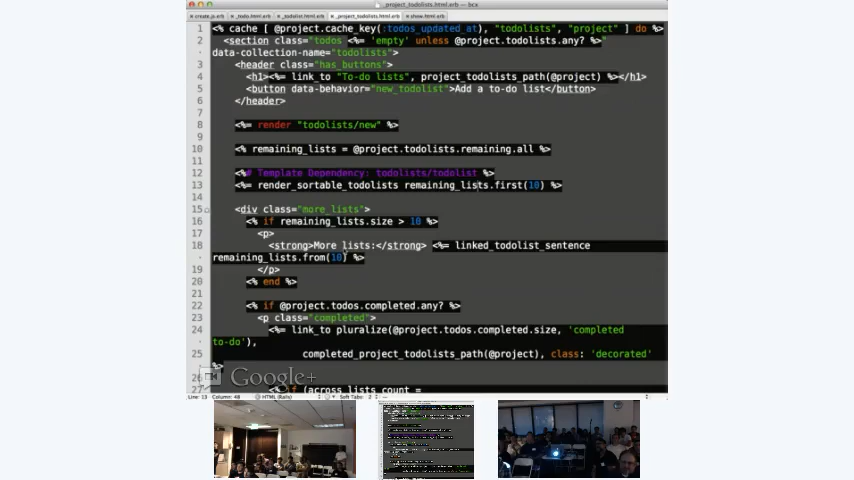 _project_todolists.html.erb — bcx
create.js.erb _todo.html.erb _todolist.html.erb _project_todolists.html.erb show.html.erb
1 <% cache [ @project.cache_key(:todos_updated_at), "todolists", "project" ] do %>
2 <section class="todos <%= 'empty' unless @project.todolists.any? %>"
data-collection-name="todolists">
3 <header class="has_buttons">
4 <h1><%= link_to "To-do lists", project_todolists_path(@project) %></h1>
5 <button data-behavior="new_todolist">Add a to-do list</button>
6 </header>
7
8 <%= render "todolists/new" %>
9
10 <% remaining_lists = @project.todolists.remaining.all %>
11
12 <%# Template Dependency: todolists/todolist %>
13 <%= render_sortable_todolists remaining_lists.first(10) %>
14
15 <div class="more_lists">
16 <% if remaining_lists.size > 10 %>
17 <p>
18 <strong>More lists:</strong> <%= linked_todolist_sentence
remaining_lists.from(10) %>
19 </p>
20 <% end %>
21
22 <% if @project.todos.completed.any? %>
23 <p class="completed">
24 <%= link_to pluralize(@project.todos.completed.size, 'completed
to-do'),
25 completed_project_todolists_path(@project), class: 'decorated'
%>
26
27 <% if (across_lists_count =
Google+
Line: 13 Column: 48 HTML (Rails) Soft Tabs: 2